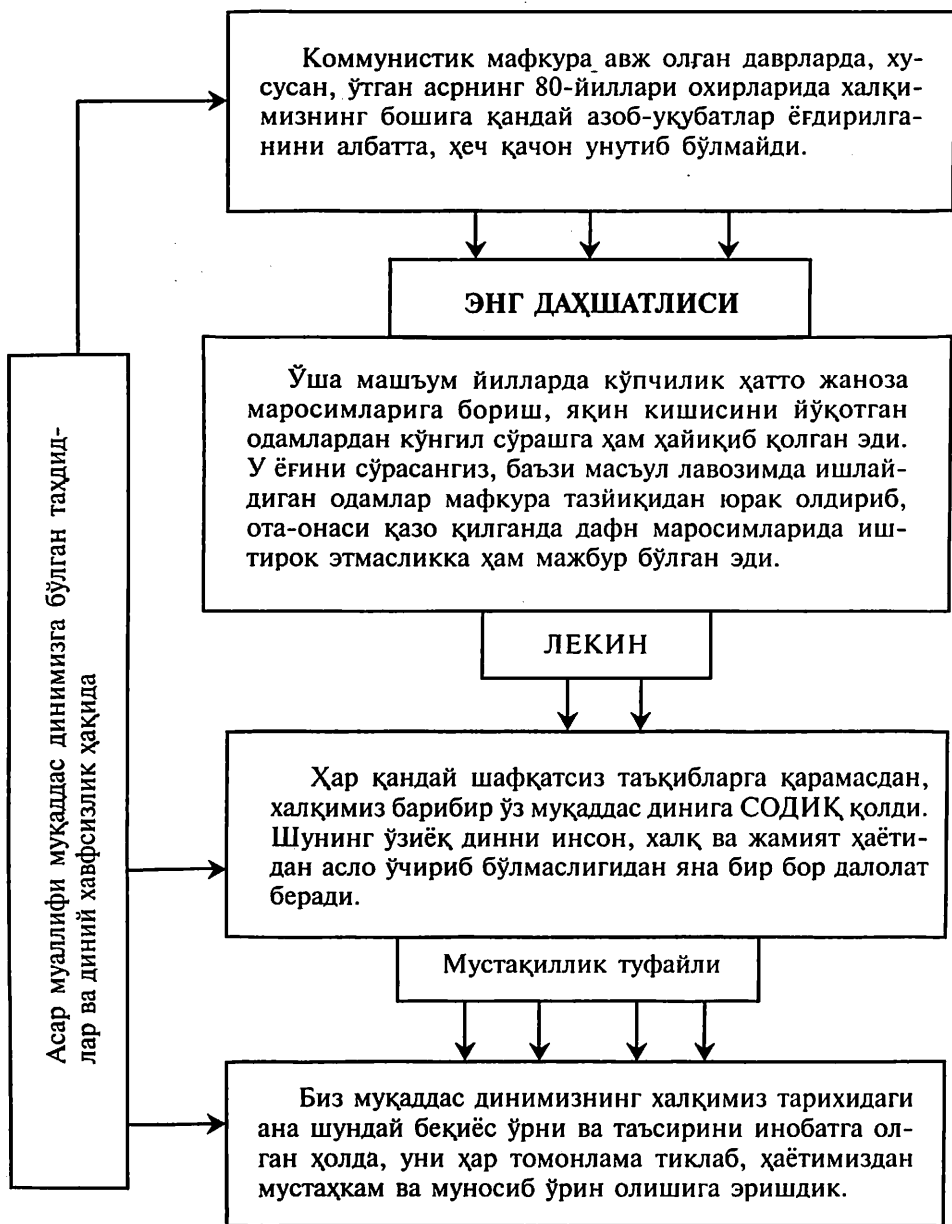 Коммунистик мафкура авж олган даврларда, ху-
сусан, ўтган асрнинг 80-йиллари охирларида халқи-
мизнинг бошига қандай азоб-уқубатлар ёғдирилга-
нини албатта, ҳеч қачон унутиб бўлмайди.
ЭНГ ДАҲШАТЛИСИ
Ўша машъум йилларда кўпчилик ҳатто жаноза
маросимларига бориш, яқин кишисини йўқотган
одамлардан кўнгил сўрашга ҳам ҳайиқиб қолган эди.
У ёғини сўрасангиз, баъзи масъул лавозимда ишлай-
диган одамлар мафкура тазйиқидан юрак олдириб,
ота-онаси қазо қилганда дафн маросимларида иш-
тирок этмасликка ҳам мажбур бўлган эди.
ЛЕКИН
Ҳар қандай шафқатсиз таъқибларга қарамасдан,
халқимиз барибир ўз муқаддас динига СОДИҚ қолди.
Шунинг ўзиёқ динни инсон, халқ ва жамият ҳаёти-
дан асло ўчириб бўлмаслигидан яна бир бор далолат
беради.
Мустақиллик туфайли
Биз муқаддас динимизнинг халқимиз тарихидаги
ана шундай беқиёс ўрни ва таъсирини инобатга ол-
ган ҳолда, уни ҳар томонлама тиклаб, ҳаётимиздан
мустаҳкам ва муносиб ўрин олишига эришдик.
Асар муаллифи муқаддас динимизга бўлган таҳдид-
лар ва диний хавфсизлик ҳақида